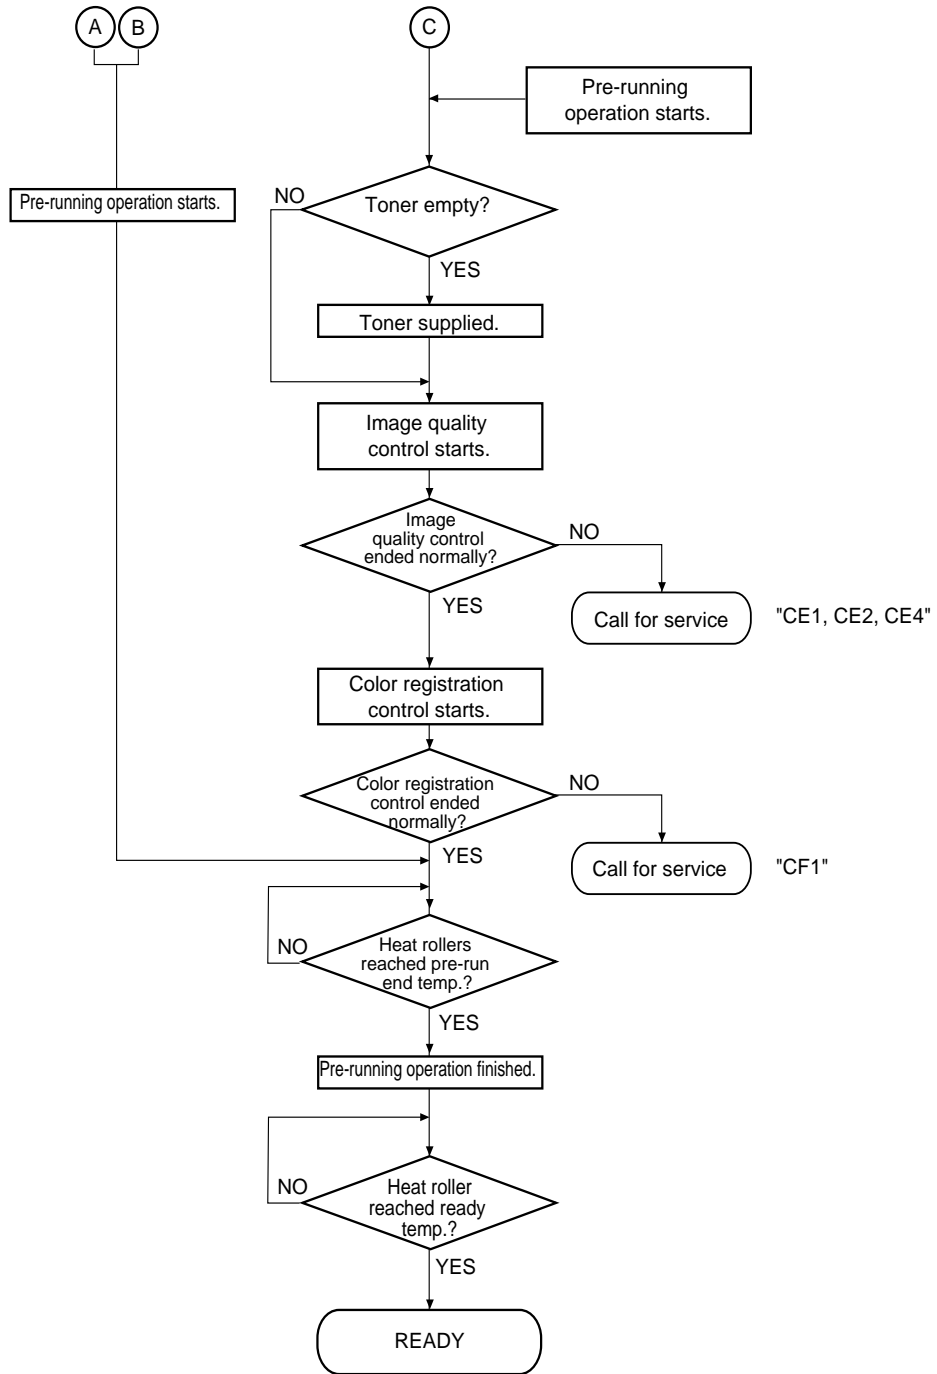 A B
C
Pre-running
operation starts.
Pre-running operation starts.
NO
Toner empty?
YES
Toner supplied.
Image quality
control starts.
Image
quality control
ended normally?
NO
YES
Call for service
"CE1, CE2, CE4"
Color registration
control starts.
Color registration
control ended
normally?
NO
YES
Call for service
"CF1"
NO
Heat rollers
reached pre-run
end temp.?
YES
Pre-running operation finished.
NO
Heat roller
reached ready
temp.?
YES
READY